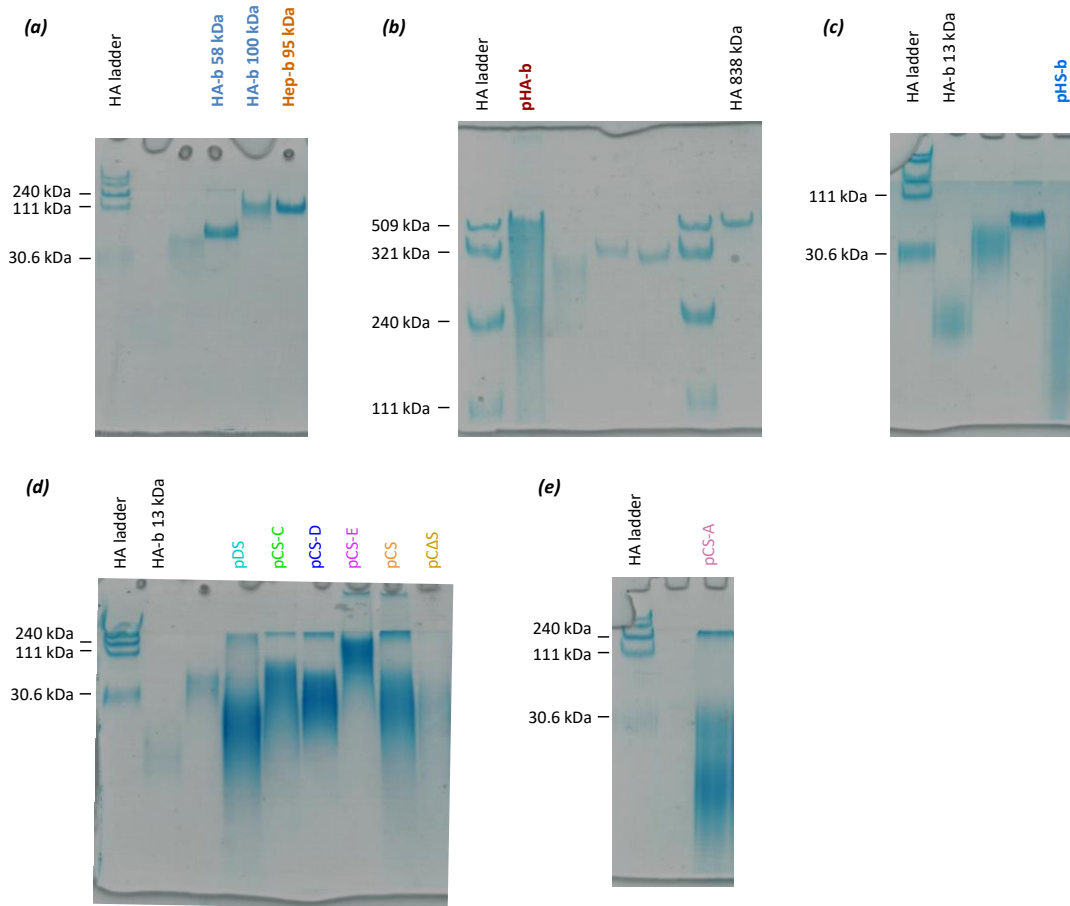 (a)
HA ladder
HA-b 58 kDa
HA-b 100 kDa
Hep-b 95 kDa
240 kDa
111 kDa
30.6 kDa
(b)
HA ladder
pHA-b
HA 838 kDa
509 kDa
321 kDa
240 kDa
111 kDa
(c)
HA ladder
HA-b 13 kDa
pHS-b
111 kDa
30.6 kDa
(d)
HA ladder
HA-b 13 kDa
pDS
pCS-C
pCS-D
pCS-E
pCS
pCΔS
240 kDa
111 kDa
30.6 kDa
(e)
HA ladder
pCS-A
240 kDa
111 kDa
30.6 kDa